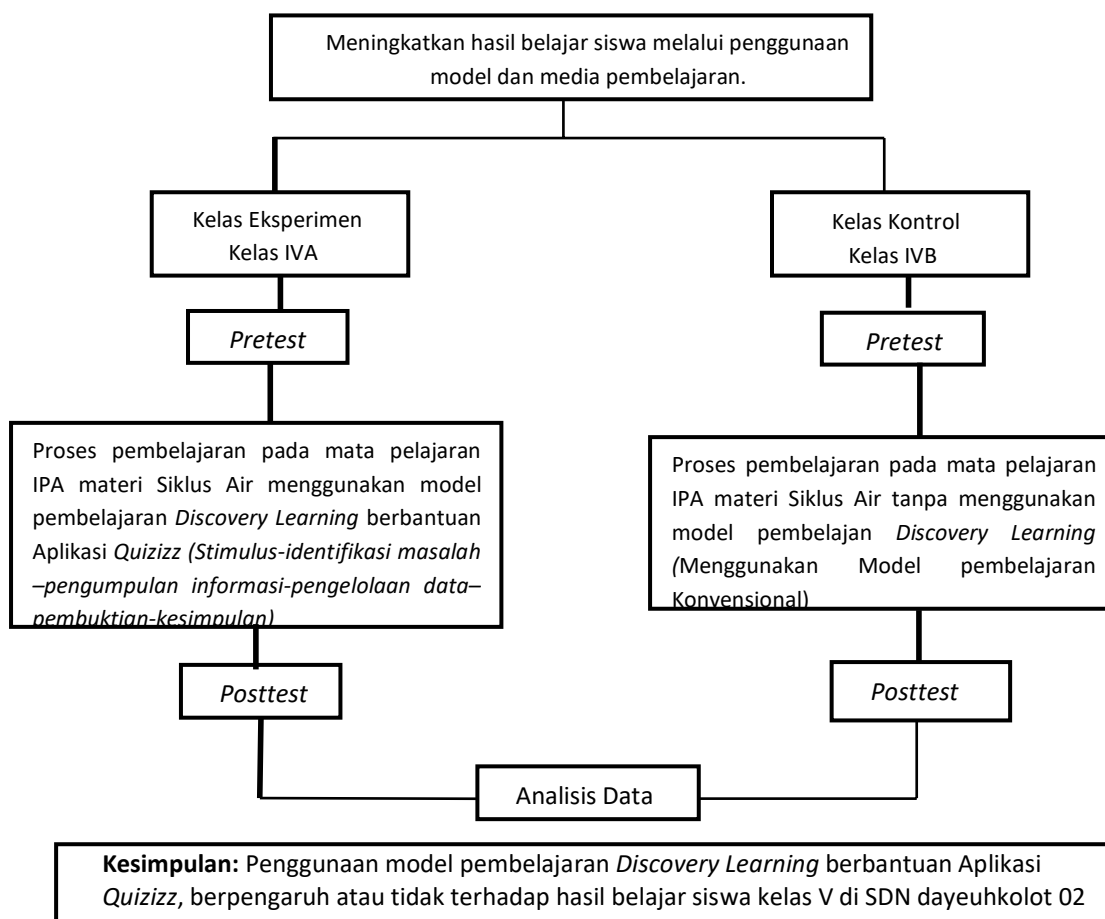 Meningkatkan hasil belajar siswa melalui penggunaan
model dan media pembelajaran.
Kelas Eksperimen
Kelas IVA
Kelas Kontrol
Kelas IVB
Pretest
Pretest
Proses pembelajaran pada mata pelajaran
IPA materi Siklus Air menggunakan model
pembelajaran Discovery Learning berbantuan
Aplikasi Quizizz (Stimulus-identifikasi masalah
–pengumpulan informasi-pengelolaan data–
pembuktian-kesimpulan)
Proses pembelajaran pada mata pelajaran
IPA materi Siklus Air tanpa menggunakan
model pembelajan Discovery Learning
(Menggunakan Model pembelajaran
Konvensional)
Posttest
Posttest
Analisis Data
Kesimpulan: Penggunaan model pembelajaran Discovery Learning berbantuan Aplikasi
Quizizz, berpengaruh atau tidak terhadap hasil belajar siswa kelas V di SDN dayeuhkolot 02